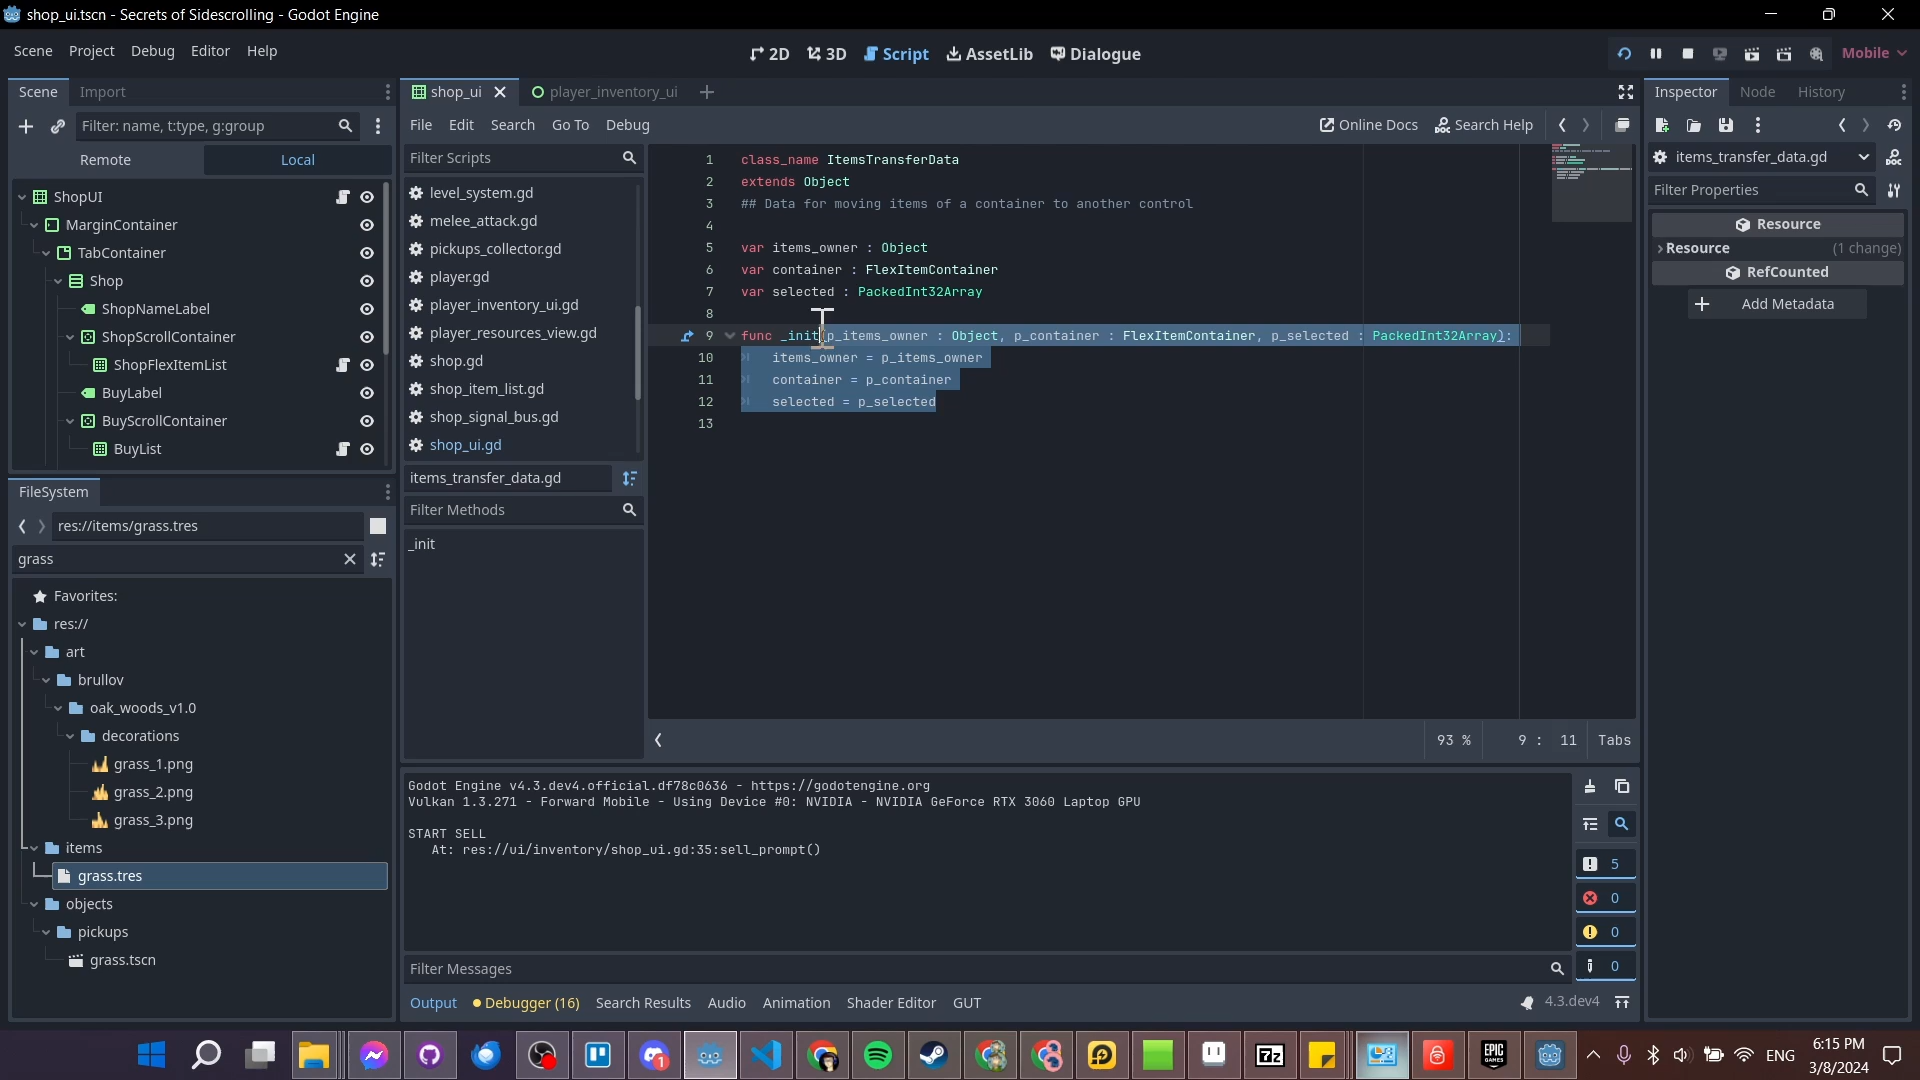 shop_ui.tscn - Secrets of Sidescrolling - Godot Engine
Scene Project Debug Editor Help
2D 3D Script AssetLib Dialogue
Mobile
Scene Import
Filter: name, t:type, g:group
Remote Local
ShopUI
MarginContainer
TabContainer
Shop
ShopNameLabel
ShopScrollContainer
ShopFlexItemList
BuyLabel
BuyScrollContainer
BuyList
FileSystem
res://items/grass.tres
grass
Favorites:
res://
art
brullov
oak_woods_v1.0
decorations
grass_1.png
grass_2.png
grass_3.png
items
grass.tres
objects
pickups
grass.tscn
shop_ui player_inventory_ui
File Edit Search Go To Debug
Online Docs Search Help
Filter Scripts
level_system.gd
melee_attack.gd
pickups_collector.gd
player.gd
player_inventory_ui.gd
player_resources_view.gd
shop.gd
shop_item_list.gd
shop_signal_bus.gd
shop_ui.gd
items_transfer_data.gd
Filter Methods
_init
1 class_name ItemsTransferData
2 extends Object
3 ## Data for moving items of a container to another control
4
5 var items_owner : Object
6 var container : FlexItemContainer
7 var selected : PackedInt32Array
8
9 func _init(p_items_owner : Object, p_container : FlexItemContainer, p_selected : PackedInt32Array):
10 items_owner = p_items_owner
11 container = p_container
12 selected = p_selected
13
93 % 9 : 11 Tabs
Godot Engine v4.3.dev4.official.df78c0636 - https://godotengine.org
Vulkan 1.3.271 - Forward Mobile - Using Device #0: NVIDIA - NVIDIA GeForce RTX 3060 Laptop GPU
START SELL
At: res://ui/inventory/shop_ui.gd:35:sell_prompt()
5
0
0
0
Filter Messages
Output Debugger (16) Search Results Audio Animation Shader Editor GUT
4.3.dev4
Inspector Node History
items_transfer_data.gd
Filter Properties
Resource
Resource (1 change)
RefCounted
Add Metadata
1
7z
EPIC GAMES
ENG
6:15 PM
3/8/2024